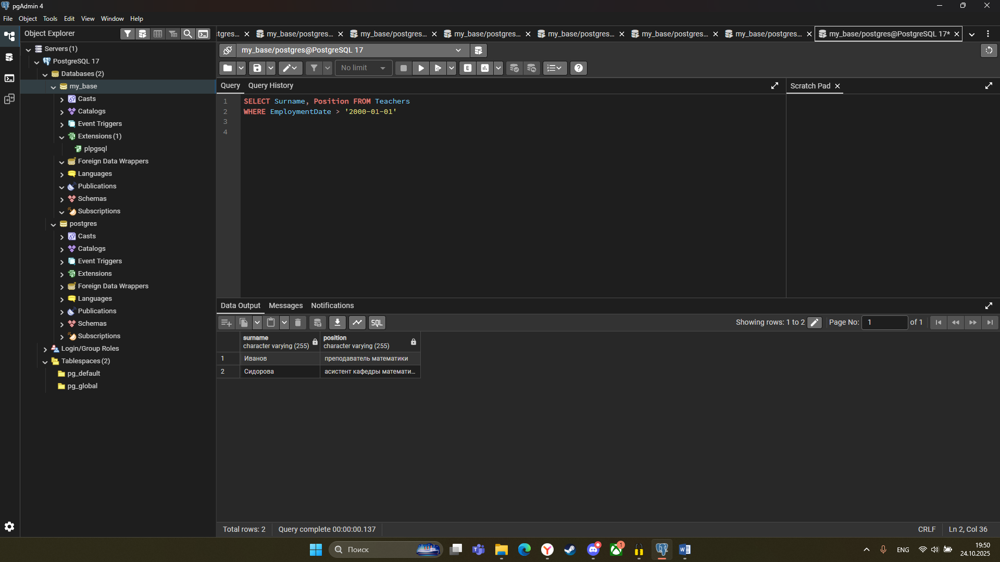 pgAdmin 4
File Object Tools Edit View Window Help
Object Explorer
Servers (1)
PostgreSQL 17
Databases (2)
my_base
Casts
Catalogs
Event Triggers
Extensions (1)
plpgsql
Foreign Data Wrappers
Languages
Publications
Schemas
Subscriptions
postgres
Casts
Catalogs
Event Triggers
Extensions
Foreign Data Wrappers
Languages
Publications
Schemas
Subscriptions
Login/Group Roles
Tablespaces (2)
pg_default
pg_global
tgres... my_base/postgres... my_base/postgres... my_base/postgres... my_base/postgres... my_base/postgres... my_base/postgres... my_base/postgres@PostgreSQL 17*
my_base/postgres@PostgreSQL 17
No limit E
Query Query History Scratch Pad
1 SELECT Surname, Position FROM Teachers
2 WHERE EmploymentDate > '2000-01-01'
3
4
Data Output Messages Notifications
SQL Showing rows: 1 to 2 Page No: 1 of 1
surname position
character varying (255) character varying (255)
1 Иванов преподаватель математики
2 Сидорова асистент кафедры математи...
Total rows: 2 Query complete 00:00:00.137 CRLF Ln 2, Col 36
Поиск 1 ENG 19:50
24.10.2025